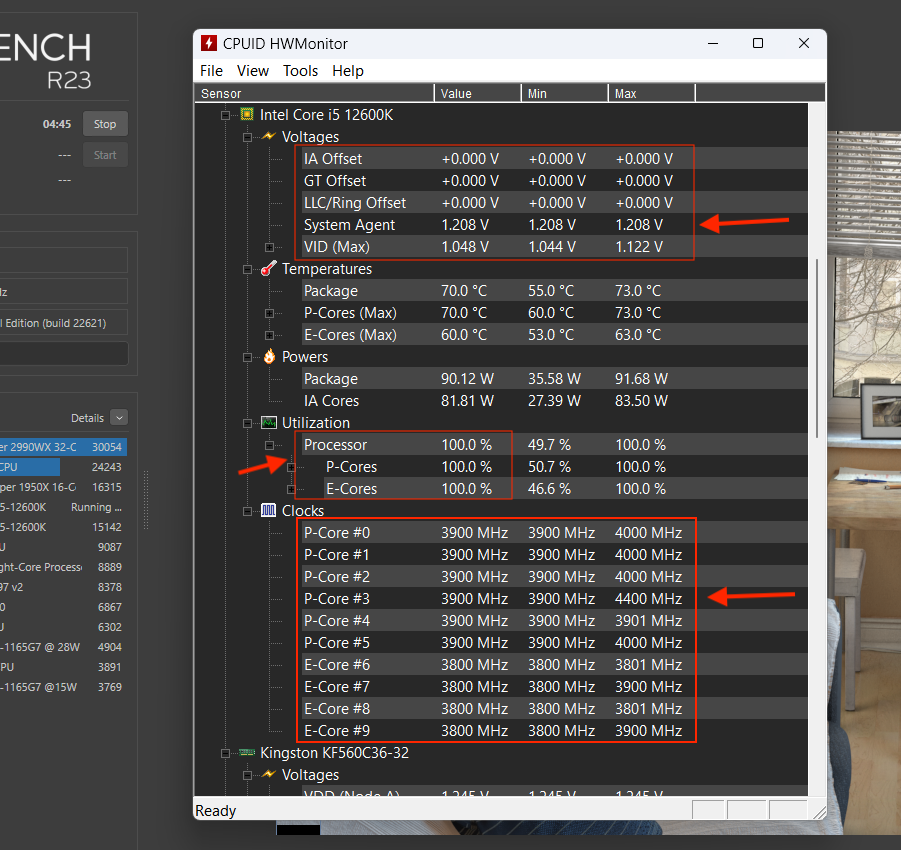 ENCH
R23
04:45 Stop
--- Start
---
Iz
l Edition (build 22621)
Details
er 2990WX 32-C 30054
CPU 24243
per 1950X 16-C 16315
5-12600K Running ...
5-12600K 15142
U 9087
ght-Core Process 8889
97 v2 8378
0 6867
U 6302
-1165G7 @ 28W 4904
PU 3891
-1165G7 @15W 3769
CPUID HWMonitor
File View Tools Help
Sensor Value Min Max
Intel Core i5 12600K
Voltages
IA Offset +0.000 V +0.000 V +0.000 V
GT Offset +0.000 V +0.000 V +0.000 V
LLC/Ring Offset +0.000 V +0.000 V +0.000 V
System Agent 1.208 V 1.208 V 1.208 V
VID (Max) 1.048 V 1.044 V 1.122 V
Temperatures
Package 70.0 °C 55.0 °C 73.0 °C
P-Cores (Max) 70.0 °C 60.0 °C 73.0 °C
E-Cores (Max) 60.0 °C 53.0 °C 63.0 °C
Powers
Package 90.12 W 35.58 W 91.68 W
IA Cores 81.81 W 27.39 W 83.50 W
Utilization
Processor 100.0 % 49.7 % 100.0 %
P-Cores 100.0 % 50.7 % 100.0 %
E-Cores 100.0 % 46.6 % 100.0 %
Clocks
P-Core #0 3900 MHz 3900 MHz 4000 MHz
P-Core #1 3900 MHz 3900 MHz 4000 MHz
P-Core #2 3900 MHz 3900 MHz 4000 MHz
P-Core #3 3900 MHz 3900 MHz 4400 MHz
P-Core #4 3900 MHz 3900 MHz 3901 MHz
P-Core #5 3900 MHz 3900 MHz 4000 MHz
E-Core #6 3800 MHz 3800 MHz 3801 MHz
E-Core #7 3800 MHz 3800 MHz 3900 MHz
E-Core #8 3800 MHz 3800 MHz 3801 MHz
E-Core #9 3800 MHz 3800 MHz 3900 MHz
Kingston KF560C36-32
Voltages
VDD (Node A) 1.245 V 1.245 V 1.245 V
Ready